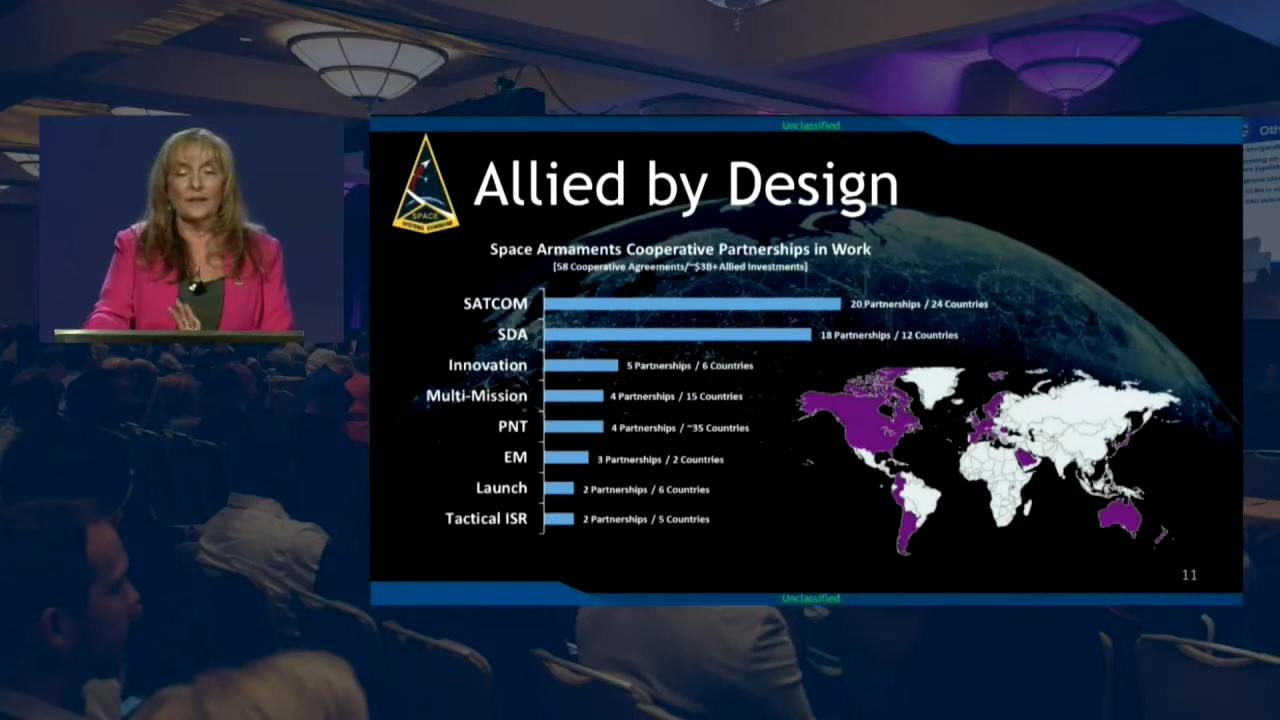 Unclassified
Allied by Design
SPACE
SYSTEMS COMMAND
Space Armaments Cooperative Partnerships in Work
[58 Cooperative Agreements/~$3B+Allied Investments]
SATCOM 20 Partnerships / 24 Countries
SDA 18 Partnerships / 12 Countries
Innovation 5 Partnerships / 6 Countries
Multi-Mission 4 Partnerships / 15 Countries
PNT 4 Partnerships / ~35 Countries
EM 3 Partnerships / 2 Countries
Launch 2 Partnerships / 6 Countries
Tactical ISR 2 Partnerships / 5 Countries
11
Unclassified